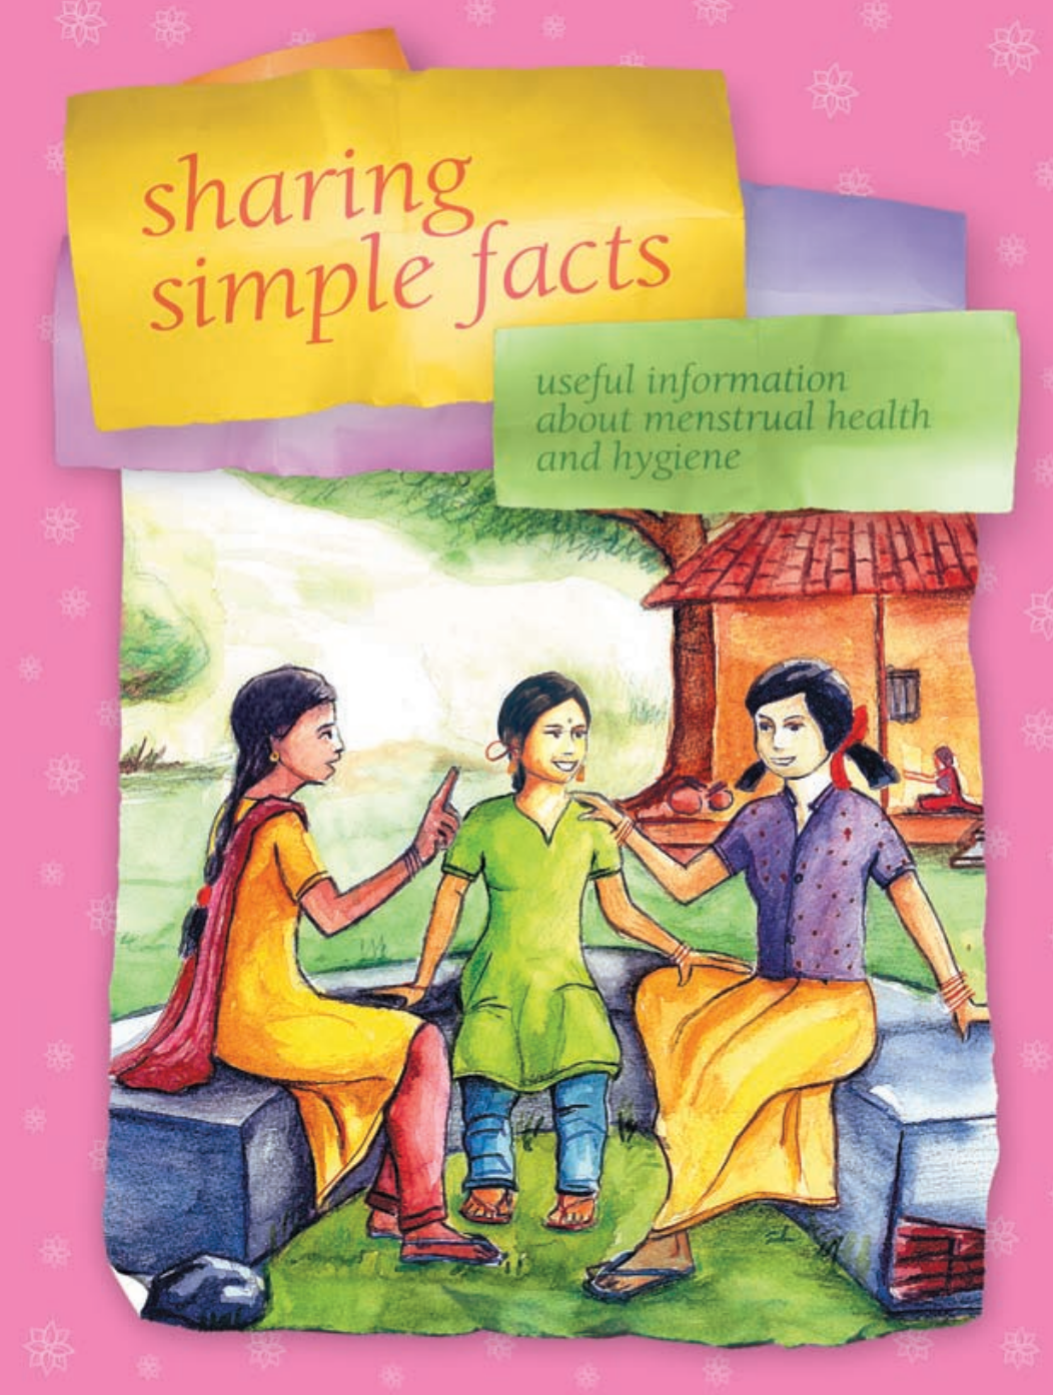 sharing
simple facts
useful information
about menstrual health
and hygiene